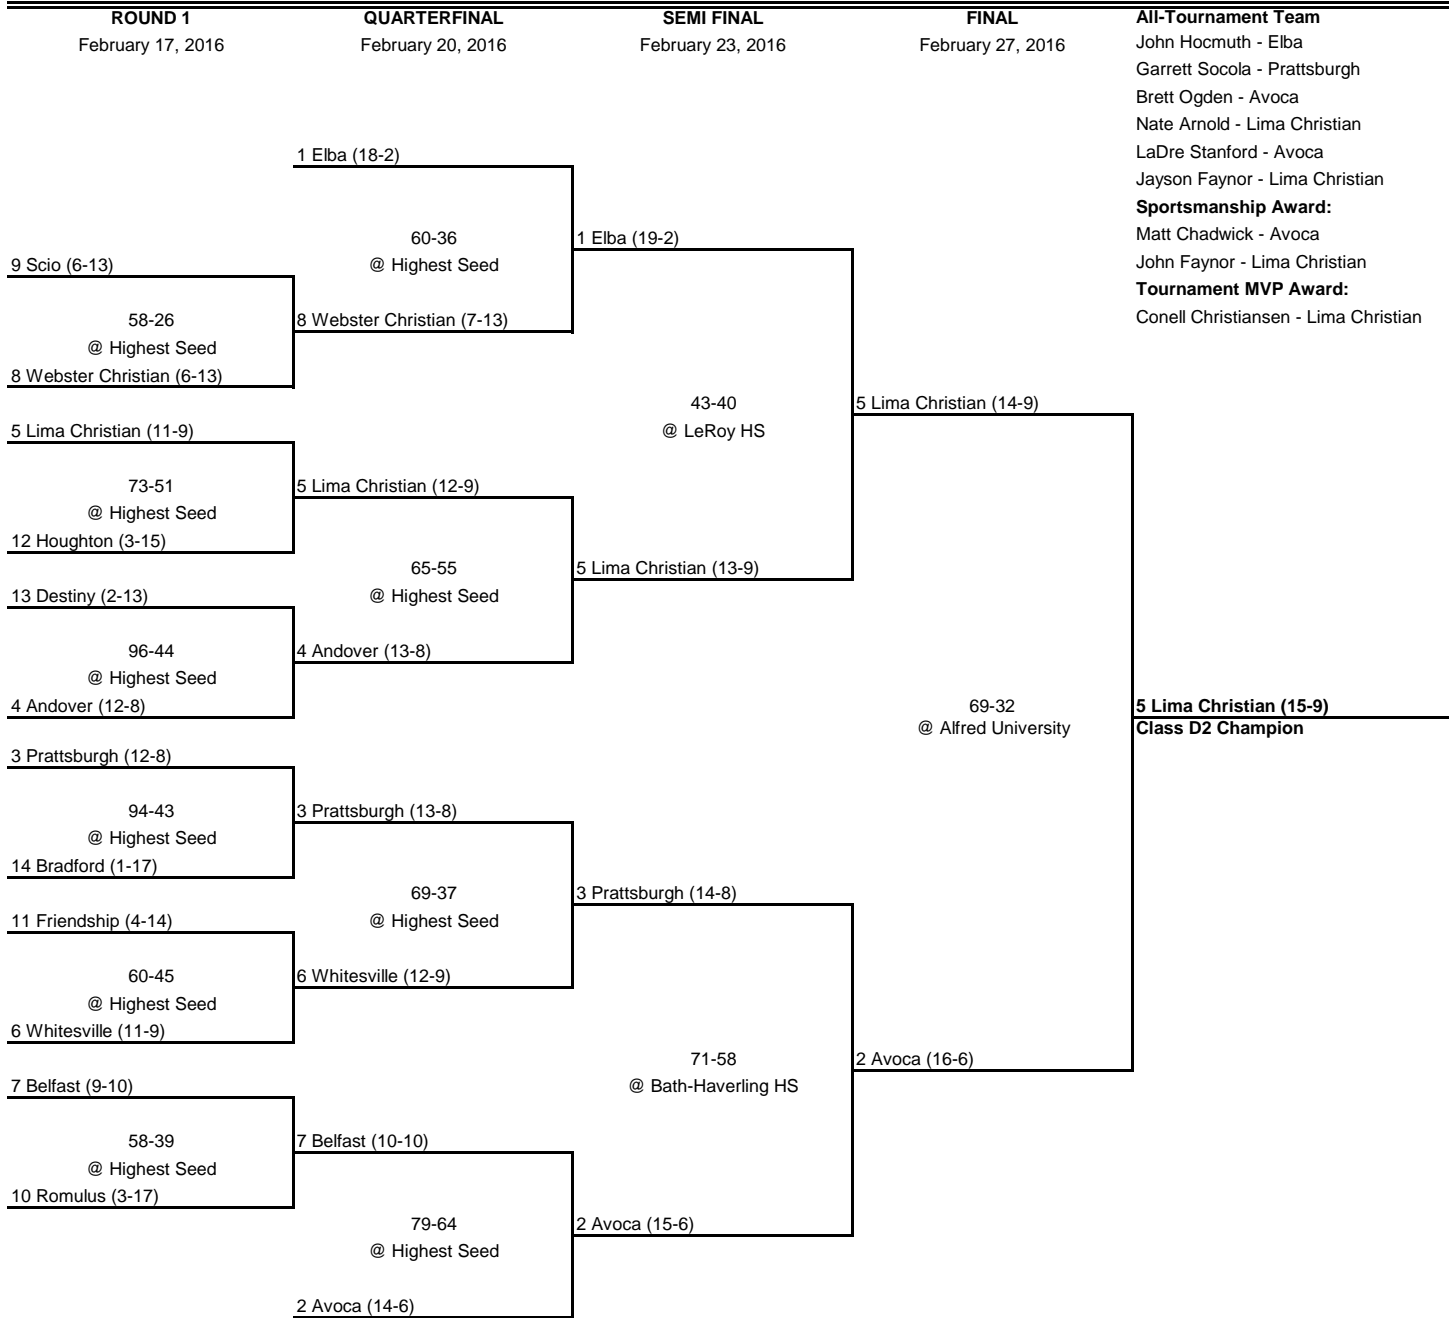 ROUND 1
February 17, 2016
9 Scio (6-13)
58-26
@ Highest Seed
8 Webster Christian (6-13)
5 Lima Christian (11-9)
73-51
@ Highest Seed
12 Houghton (3-15)
13 Destiny (2-13)
96-44
@ Highest Seed
4 Andover (12-8)
3 Prattsburgh (12-8)
94-43
@ Highest Seed
14 Bradford (1-17)
11 Friendship (4-14)
60-45
@ Highest Seed
6 Whitesville (11-9)
7 Belfast (9-10)
58-39
@ Highest Seed
10 Romulus (3-17)
QUARTERFINAL
February 20, 2016
1 Elba (18-2)
60-36
@ Highest Seed
8 Webster Christian (7-13)
5 Lima Christian (12-9)
65-55
@ Highest Seed
4 Andover (13-8)
3 Prattsburgh (13-8)
69-37
@ Highest Seed
6 Whitesville (12-9)
7 Belfast (10-10)
79-64
@ Highest Seed
2 Avoca (14-6)
SEMI FINAL
February 23, 2016
1 Elba (19-2)
43-40
@ LeRoy HS
5 Lima Christian (13-9)
3 Prattsburgh (14-8)
71-58
@ Bath-Haverling HS
2 Avoca (15-6)
FINAL
February 27, 2016
5 Lima Christian (14-9)
69-32
@ Alfred University
2 Avoca (16-6)
All-Tournament Team
John Hocmuth - Elba
Garrett Socola - Prattsburgh
Brett Ogden - Avoca
Nate Arnold - Lima Christian
LaDre Stanford - Avoca
Jayson Faynor - Lima Christian
Sportsmanship Award:
Matt Chadwick - Avoca
John Faynor - Lima Christian
Tournament MVP Award:
Conell Christiansen - Lima Christian
5 Lima Christian (15-9)
Class D2 Champion